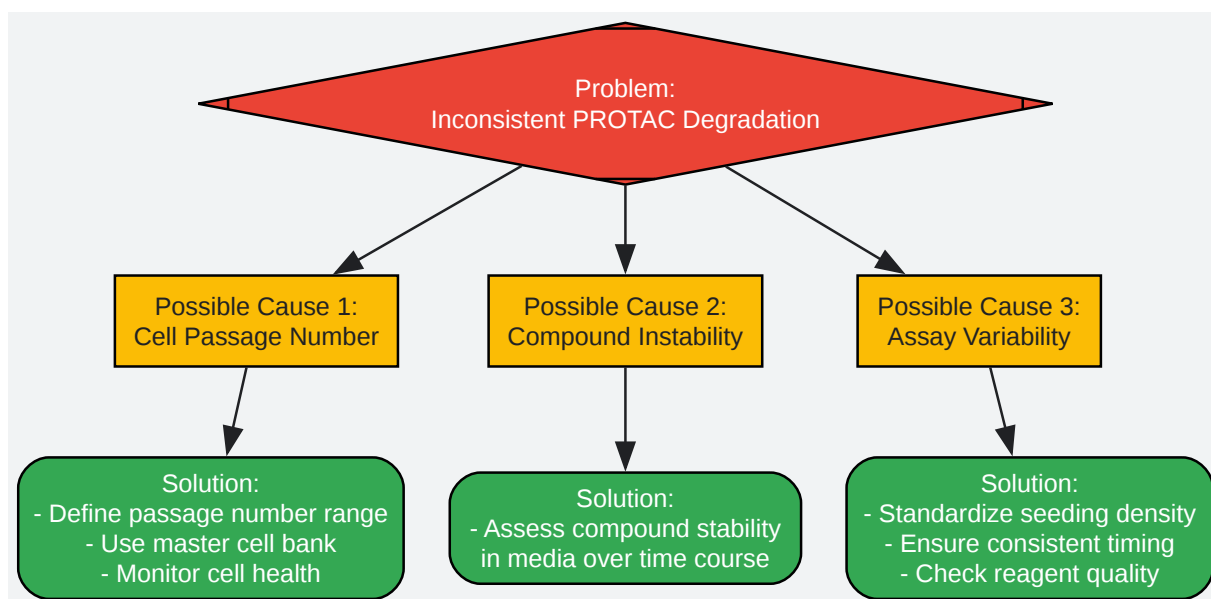 Problem:
Inconsistent PROTAC Degradation
Possible Cause 1:
Cell Passage Number
Possible Cause 2:
Compound Instability
Possible Cause 3:
Assay Variability
Solution:
- Define passage number range
- Use master cell bank
- Monitor cell health
Solution:
- Assess compound stability
in media over time course
Solution:
- Standardize seeding density
- Ensure consistent timing
- Check reagent quality